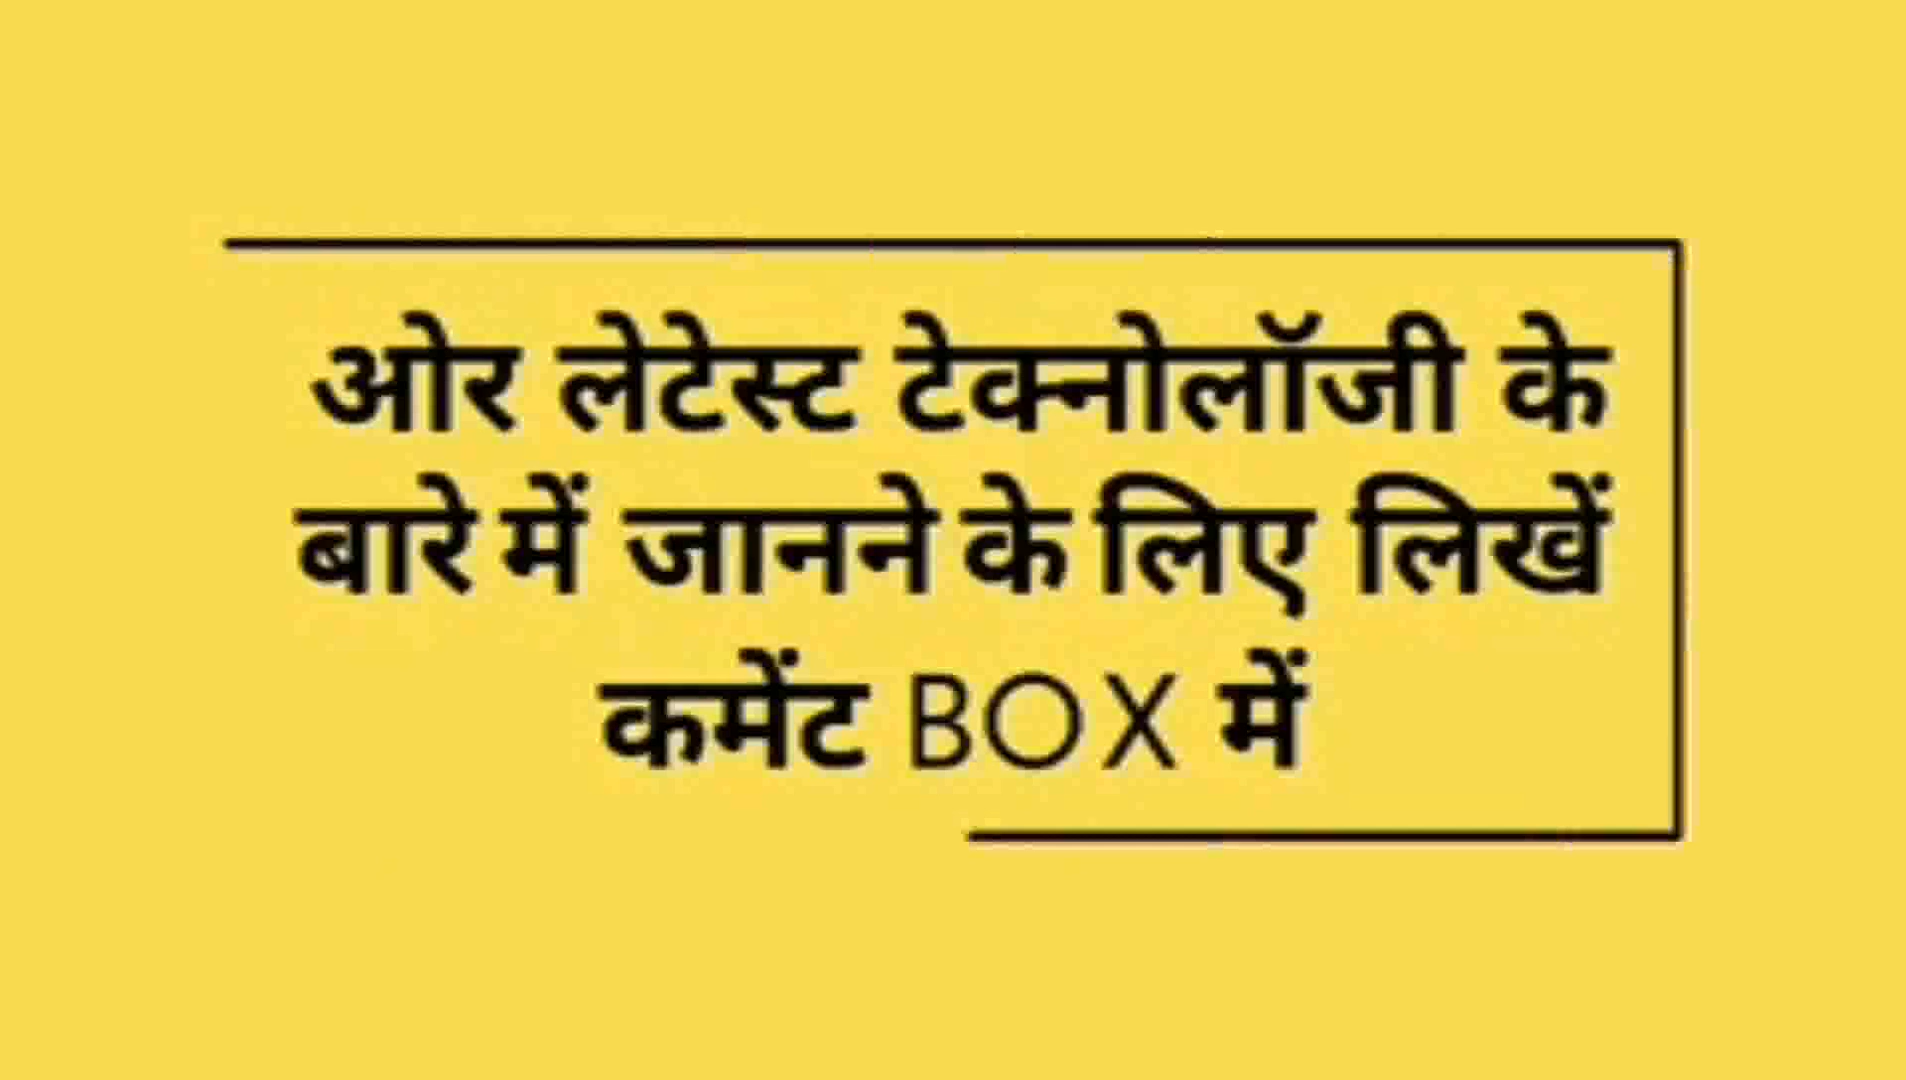 ओर लेटेस्ट टेक्नोलॉजी के
बारे में जानने के लिए लिखें
कमेंट BOX में